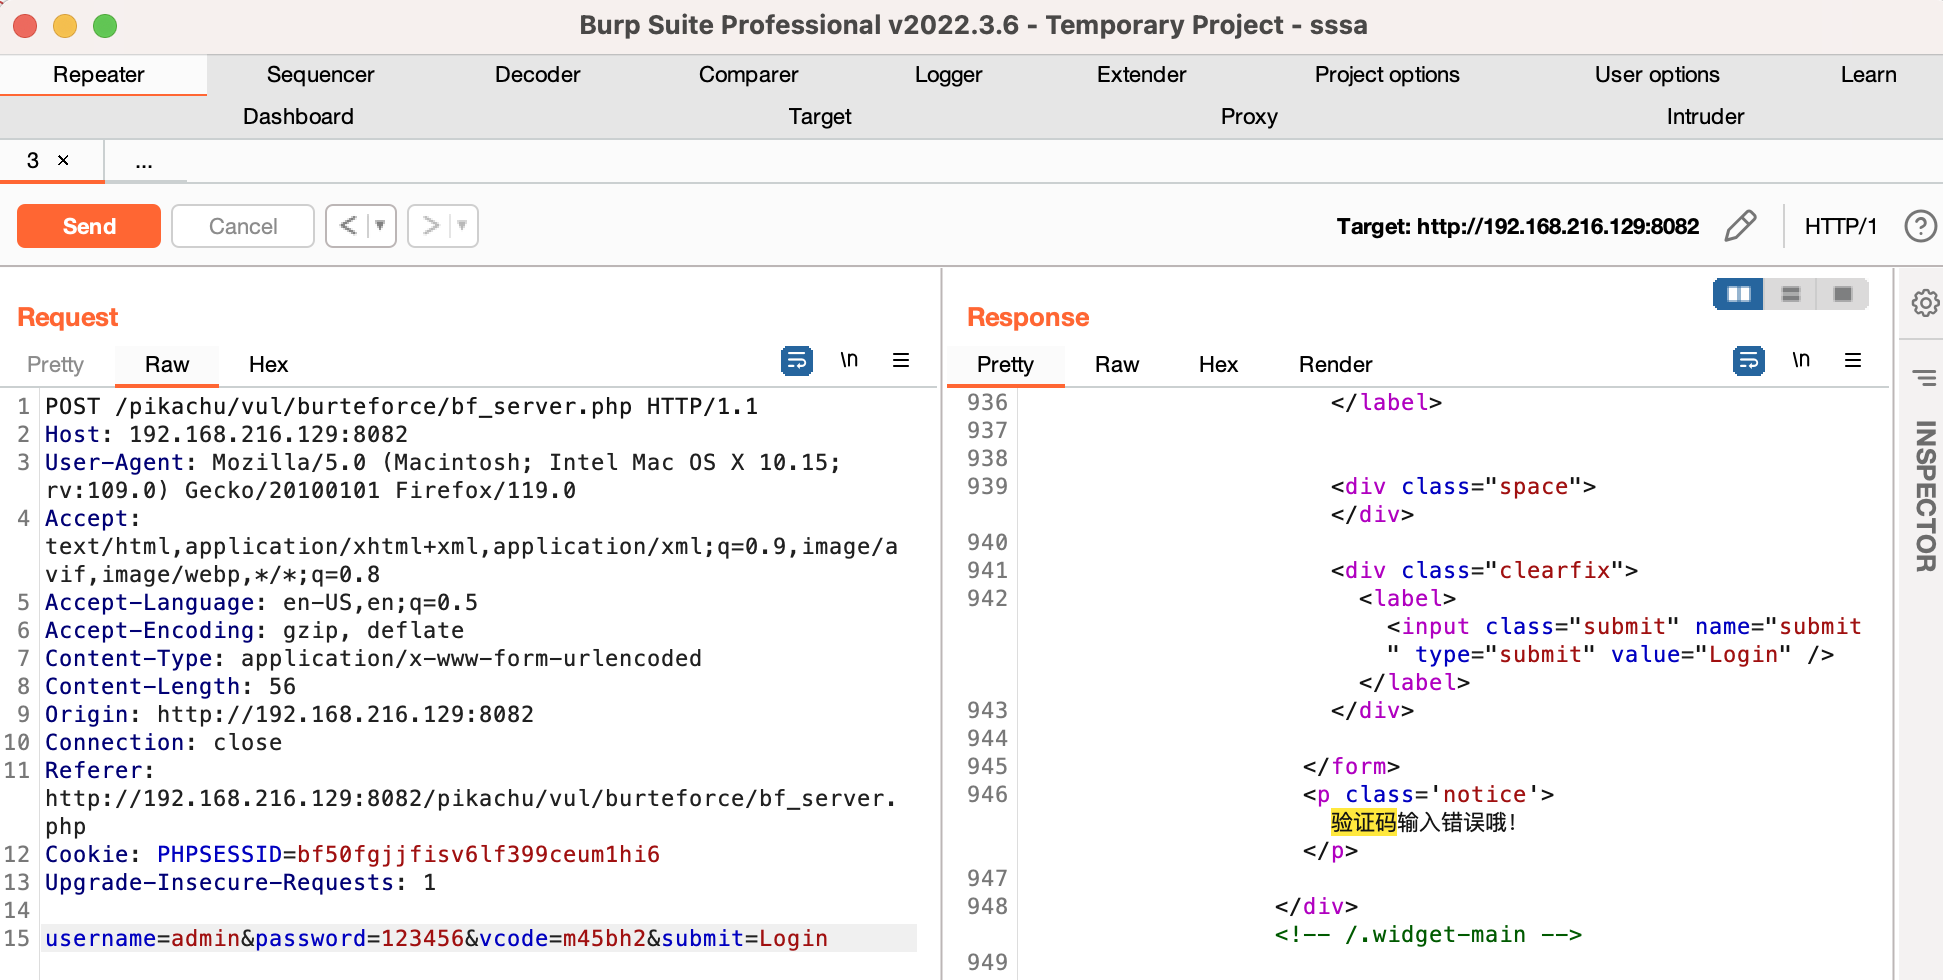 Burp Suite Professional v2022.3.6 - Temporary Project - sssa
Repeater Sequencer Decoder Comparer Logger Extender Project options User options Learn
Dashboard Target Proxy Intruder
3 × ...
Send Cancel < > Target: http://192.168.216.129:8082 HTTP/1 ?
Request
Pretty Raw Hex \n
1 POST /pikachu/vul/burteforce/bf_server.php HTTP/1.1
2 Host: 192.168.216.129:8082
3 User-Agent: Mozilla/5.0 (Macintosh; Intel Mac OS X 10.15;
rv:109.0) Gecko/20100101 Firefox/119.0
4 Accept:
text/html,application/xhtml+xml,application/xml;q=0.9,image/a
vif,image/webp,*/*;q=0.8
5 Accept-Language: en-US,en;q=0.5
6 Accept-Encoding: gzip, deflate
7 Content-Type: application/x-www-form-urlencoded
8 Content-Length: 56
9 Origin: http://192.168.216.129:8082
10 Connection: close
11 Referer:
http://192.168.216.129:8082/pikachu/vul/burteforce/bf_server.
php
12 Cookie: PHPSESSID=bf50fgjjfisv6lf399ceum1hi6
13 Upgrade-Insecure-Requests: 1
14
15 username=admin&password=123456&vcode=m45bh2&submit=Login
Response
Pretty Raw Hex Render \n
936 </label>
937
938
939 <div class="space">
</div>
940
941 <div class="clearfix">
942 <label>
<input class="submit" name="submit
" type="submit" value="Login" />
</label>
943 </div>
944
945 </form>
946 <p class='notice'>
验证码输入错误哦!
</p>
947
948 </div>
<!-- /.widget-main -->
949
INSPECTOR